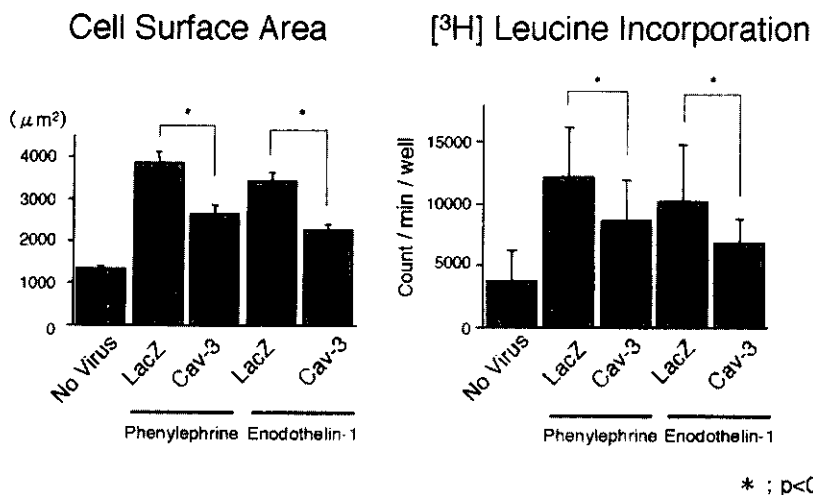 Cell Surface Area
[³H] Leucine Incorporation
(μm²)
*
*
4000
3000
2000
1000
0
No Virus
LacZ
Cav-3
LacZ
Cav-3
Phenylephrine
Enodothelin-1
*
*
Count / min / well
15000
10000
5000
0
No Virus
LacZ
Cav-3
LacZ
Cav-3
Phenylephrine
Enodothelin-1
* ; p<0